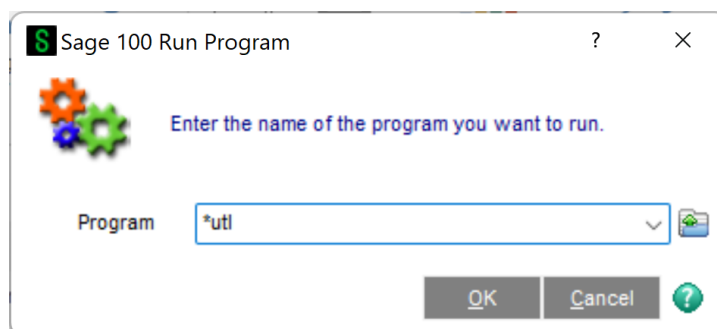 Sage 100 Run Program ? X
Enter the name of the program you want to run.
Program *utl
OK Cancel ?